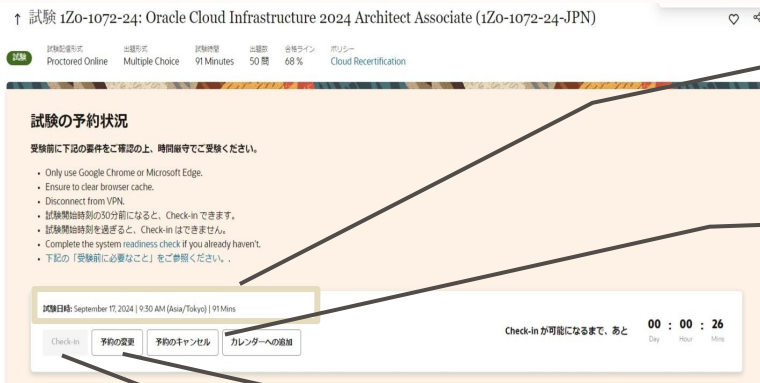 ↑ 試験 1Z0-1072-24: Oracle Cloud Infrastructure 2024 Architect Associate (1Z0-1072-24-JPN)
試験
試験配信形式 出題形式 試験時間 出題数 合格ライン ポリシー
Proctored Online Multiple Choice 91 Minutes 50 問 68 % Cloud Recertification
試験の予約状況
受験前に下記の要件をご確認の上、時間厳守でご受験ください。
• Only use Google Chrome or Microsoft Edge.
• Ensure to clear browser cache.
• Disconnect from VPN.
• 試験開始時刻の30分前になると、Check-in できます。
• 試験開始時刻を過ぎると、Check-in はできません。
• Complete the system readiness check if you already haven't.
• 下記の「受験前に必要なこと」をご参照ください。.
試験日時: September 17, 2024 | 9:30 AM (Asia/Tokyo) | 91 Mins
Check-in 予約の変更 予約のキャンセル カレンダーへの追加
Check-in が可能になるまで、あと 00 : 00 : 26
Day Hour Mins